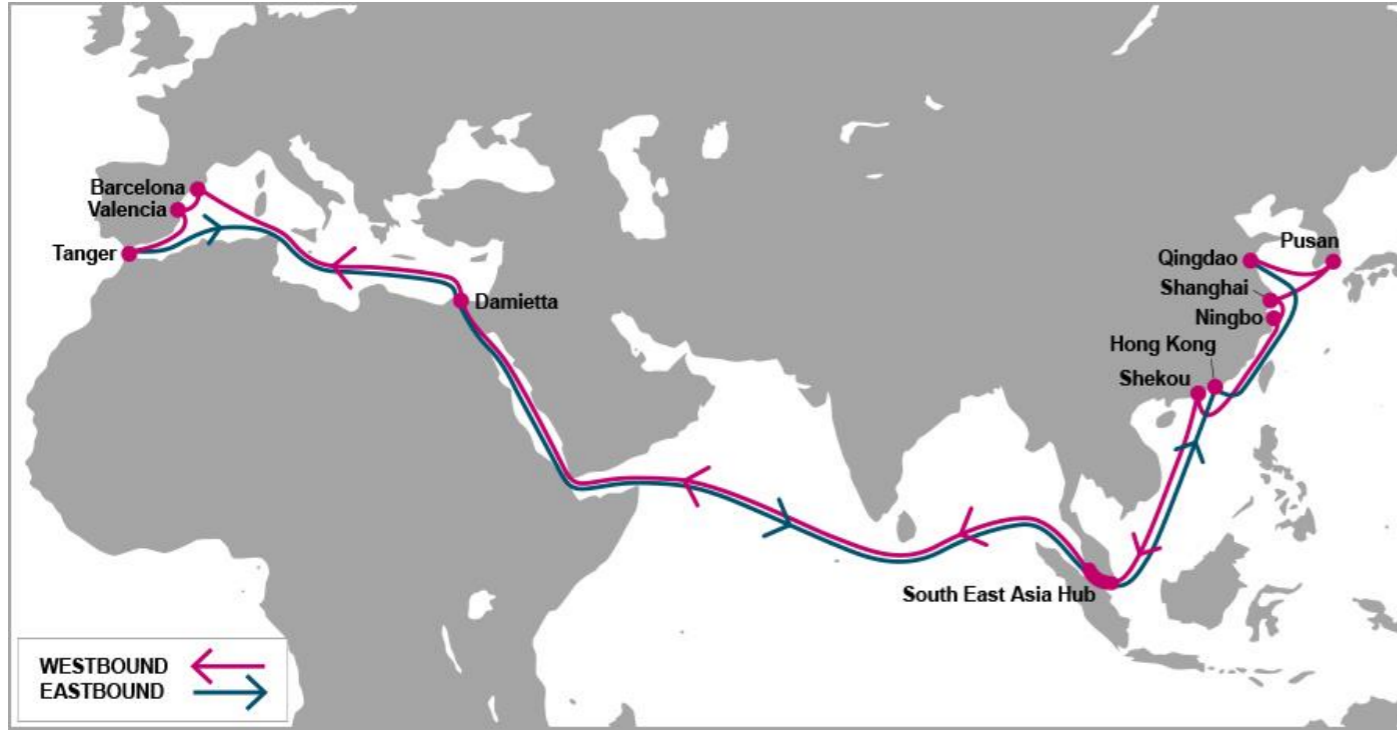 Barcelona
Valencia
Tanger
Damietta
Qingdao
Pusan
Shanghai
Ningbo
Hong Kong
Shekou
South East Asia Hub
WESTBOUND
EASTBOUND